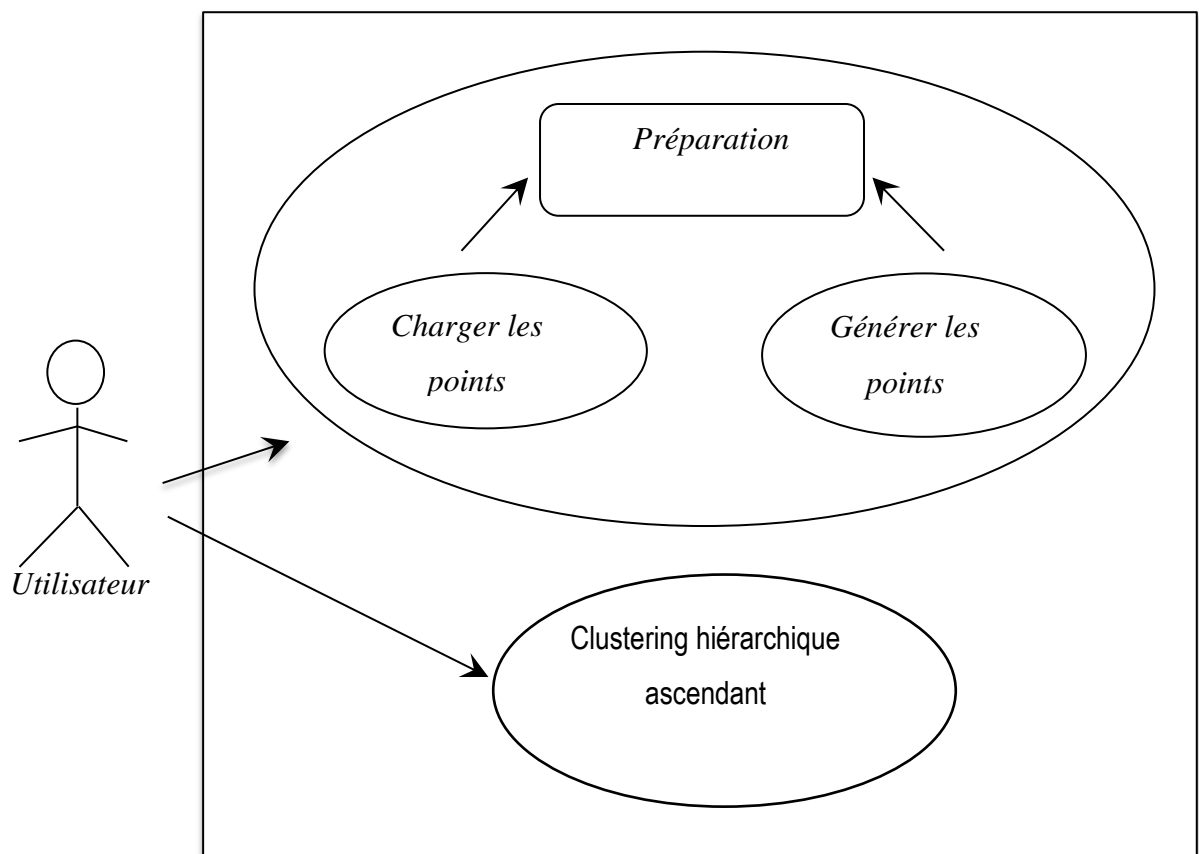 Préparation
Charger les
points
Générer les
points
Utilisateur
Clustering hiérarchique
ascendant